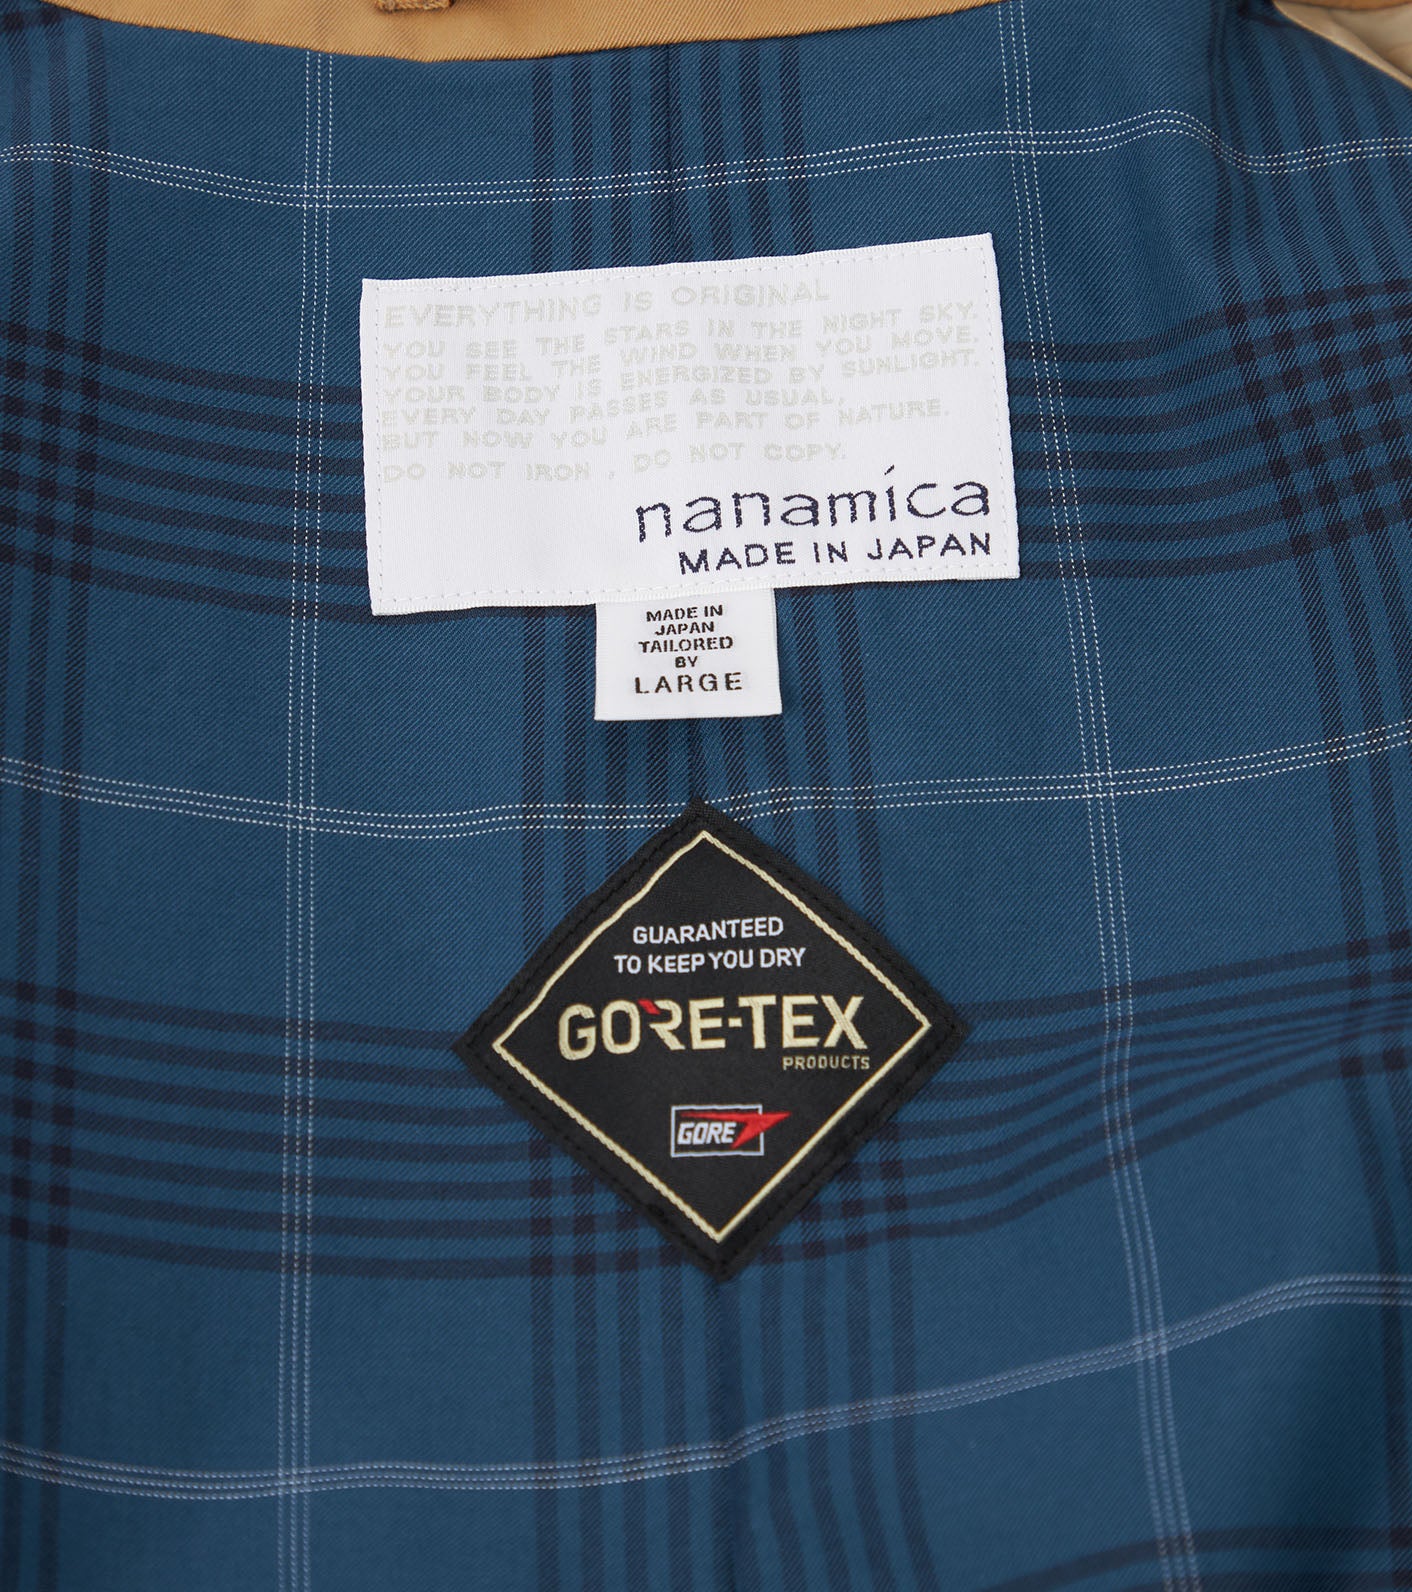 EVERYTHING IS ORIGINAL
YOU SEE THE STARS IN THE NIGHT SKY.
YOU FEEL THE WIND WHEN YOU MOVE.
YOUR BODY IS ENERGIZED BY SUNLIGHT.
EVERY DAY PASSES AS USUAL,
BUT NOW YOU ARE PART OF NATURE.
DO NOT IRON , DO NOT COPY.
nanamica
MADE IN JAPAN
MADE IN
JAPAN
TAILORED
BY
LARGE
GUARANTEED
TO KEEP YOU DRY
GORE-TEX
PRODUCTS
GORE